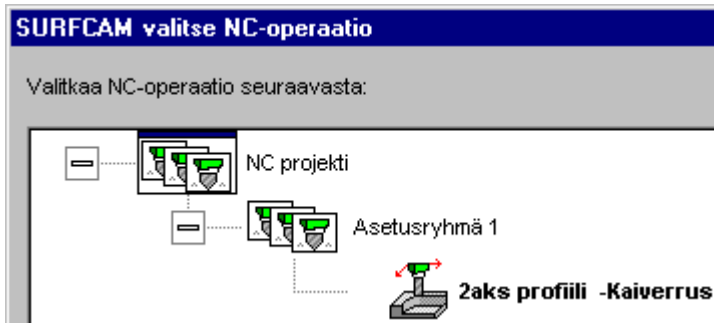 SURFCAM valitse NC-operaatio
Valitkaa NC-operaatio seuraavasta:
NC projekti
Asetusryhmä 1
2aks profiili -Kaiverrus